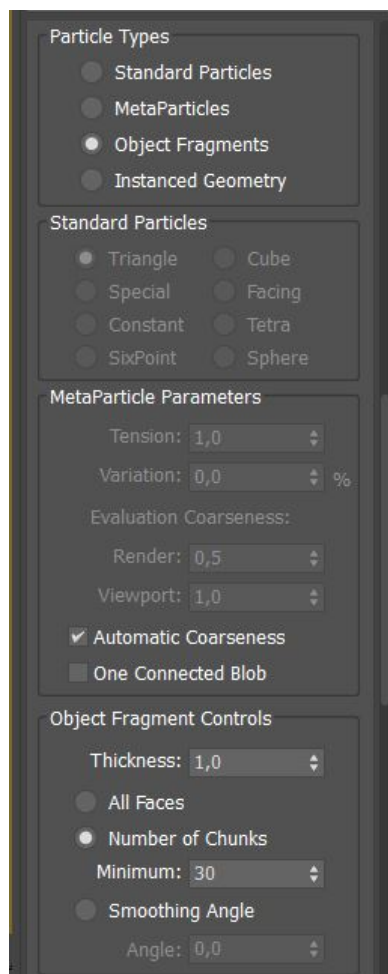 Particle Types
Standard Particles
MetaParticles
Object Fragments
Instanced Geometry
Standard Particles
Triangle Cube
Special Facing
Constant Tetra
SixPoint Sphere
MetaParticle Parameters
Tension: 1,0
Variation: 0,0 %
Evaluation Coarseness:
Render: 0,5
Viewport: 1,0
Automatic Coarseness
One Connected Blob
Object Fragment Controls
Thickness: 1,0
All Faces
Number of Chunks
Minimum: 30
Smoothing Angle
Angle: 0,0